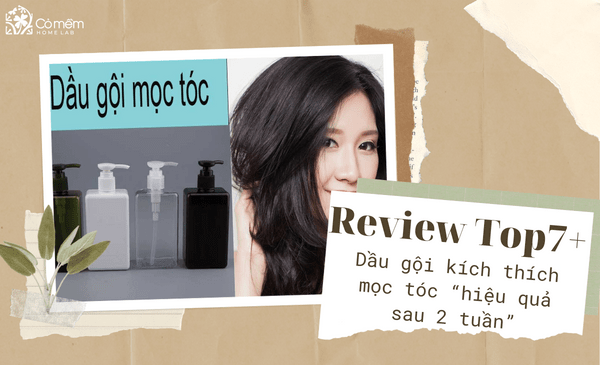 Cỏ mềm
HOME LAB
Dầu gội mọc tóc
Review Top7+
Dầu gội kích thích
mọc tóc “hiệu quả
sau 2 tuần”